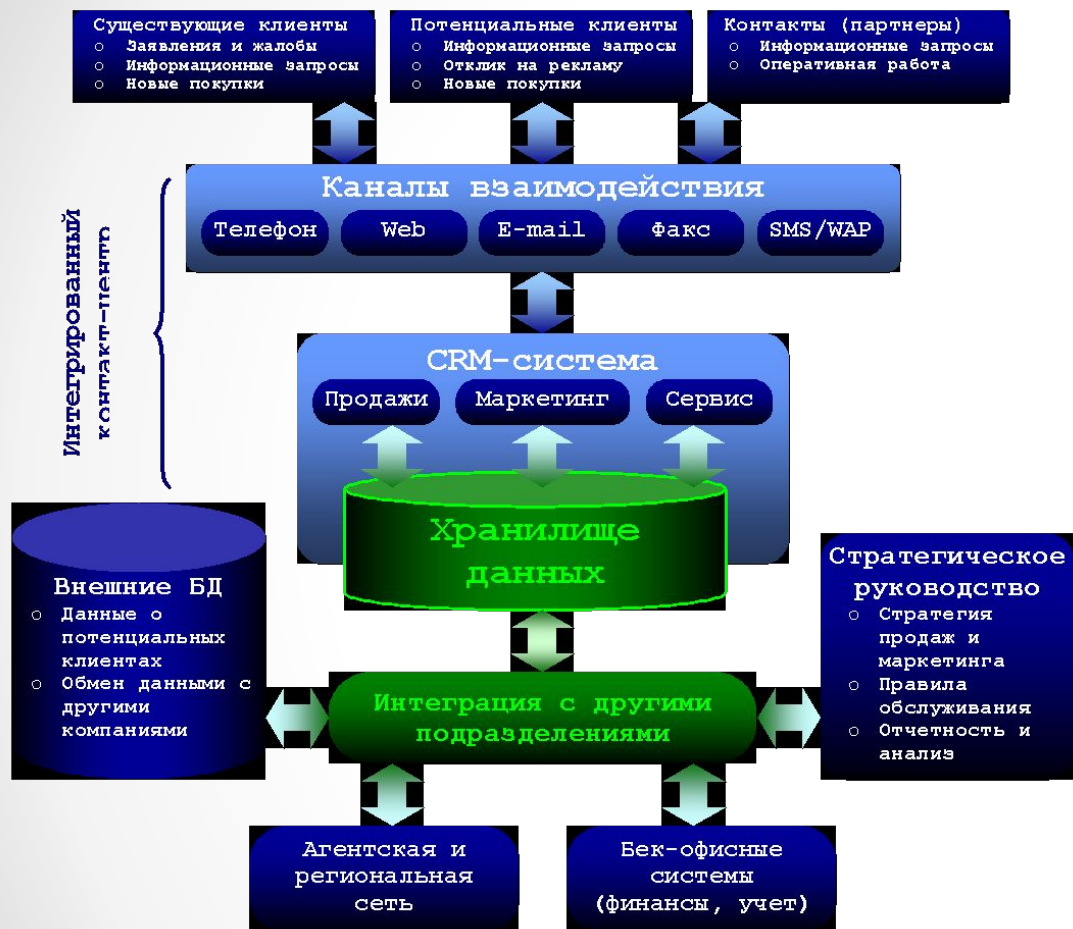 Существующие клиенты
o Заявления и жалобы
o Информационные запросы
o Новые покупки
Потенциальные клиенты
o Информационные запросы
o Отклик на рекламу
o Новые покупки
Контакты (партнеры)
o Информационные запросы
o Оперативная работа
Каналы взаимодействия
Телефон
Web
E-mail
Факс
SMS/WAP
Интегрированный
контакт-центр
CRM-система
Продажи
Маркетинг
Сервис
Хранилище
данных
Внешние БД
o Данные о
потенциальных
клиентах
o Обмен данными с
другими
компаниями
Стратегическое
руководство
o Стратегия
продаж и
маркетинга
o Правила
обслуживания
o Отчетность и
анализ
Интеграция с другими
подразделениями
Агентская и
региональная
сеть
Бек-офисные
системы
(финансы, учет)